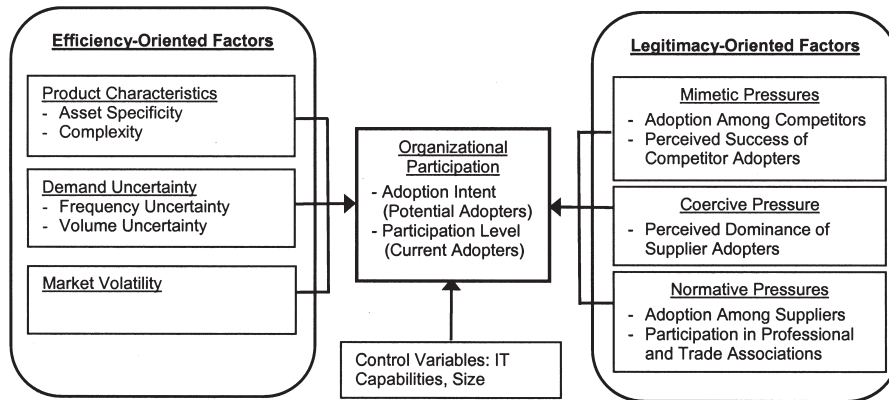 Efficiency-Oriented Factors
Product Characteristics
- Asset Specificity
- Complexity
Demand Uncertainty
- Frequency Uncertainty
- Volume Uncertainty
Market Volatility
Organizational
Participation
- Adoption Intent
(Potential Adopters)
- Participation Level
(Current Adopters)
Control Variables: IT
Capabilities, Size
Legitimacy-Oriented Factors
Mimetic Pressures
- Adoption Among Competitors
- Perceived Success of
Competitor Adopters
Coercive Pressure
- Perceived Dominance of
Supplier Adopters
Normative Pressures
- Adoption Among Suppliers
- Participation in Professional
and Trade Associations